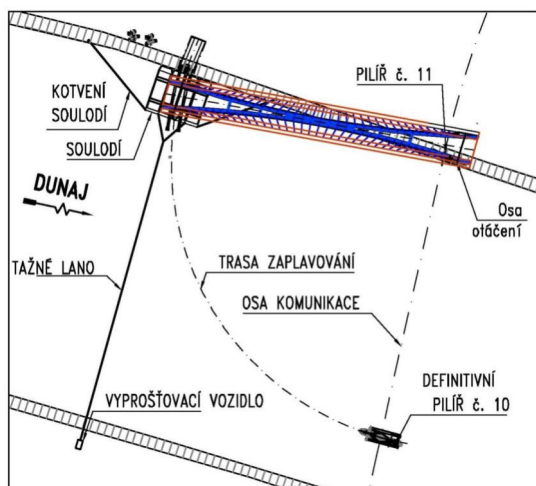 KOTVENÍ
SOULODÍ
SOULODÍ
DUNAJ
TAŽNÉ LANO
VYPROŠŤOVACÍ VOZIDLO
TRASA ZAPLAVOVÁNÍ
OSA KOMUNIKACE
PILÍŘ č. 11
Osa
otáčení
DEFINITIVNÍ
PILÍŘ č. 10